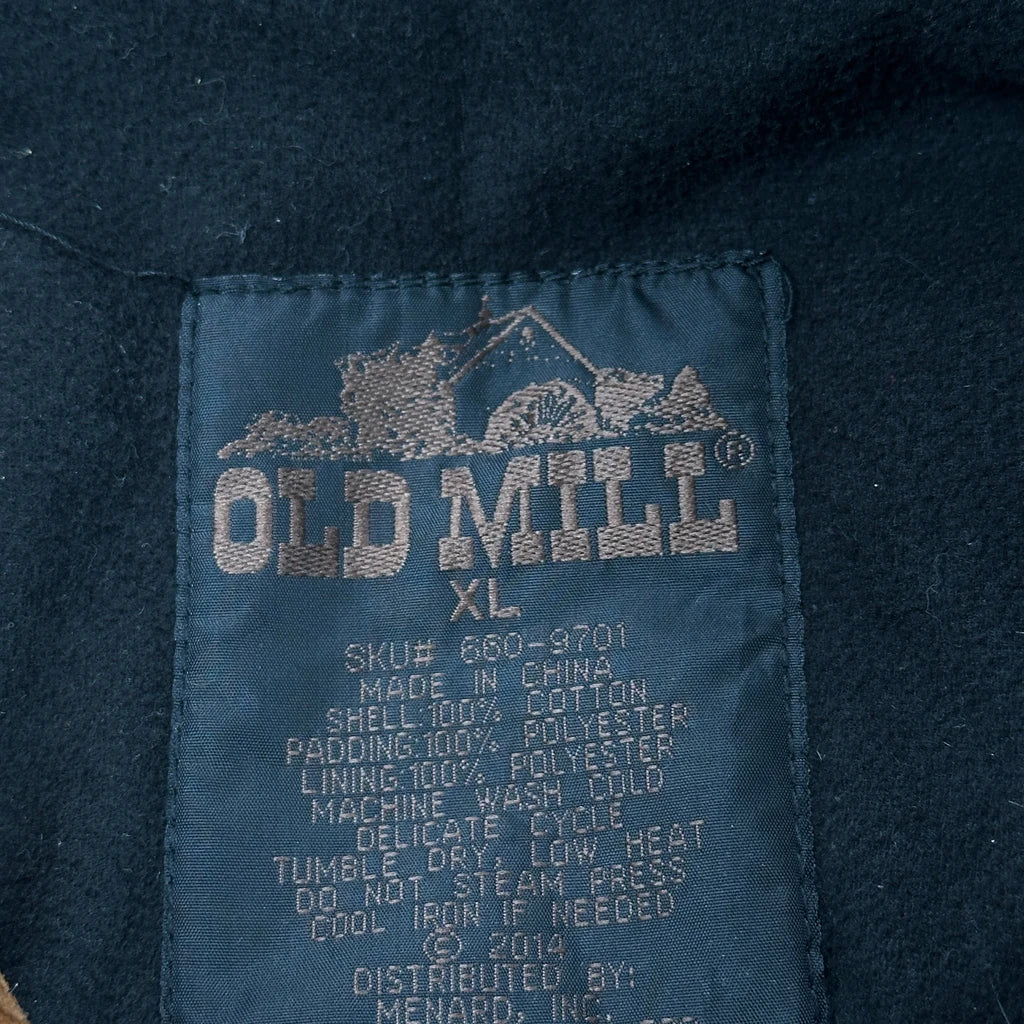 OLD MILL®
XL
SKU# 660-9701
MADE IN CHINA
SHELL:100% COTTON
PADDING:100% POLYESTER
LINING:100% POLYESTER
MACHINE WASH COLD
DELICATE CYCLE
TUMBLE DRY, LOW HEAT
DO NOT STEAM PRESS
COOL IRON IF NEEDED
© 2014
DISTRIBUTED BY:
MENARD, INC.